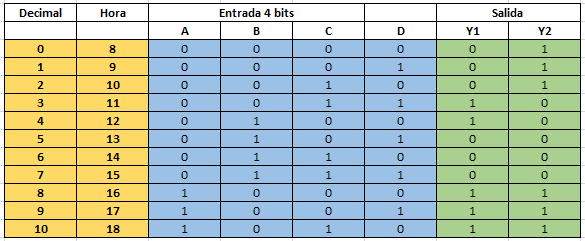 Decimal Hora Entrada 4 bits Salida
A B C D Y1 Y2
0 8 0 0 0 0 0 1
1 9 0 0 0 1 0 1
2 10 0 0 1 0 0 1
3 11 0 0 1 1 1 0
4 12 0 1 0 0 1 0
5 13 0 1 0 1 0 0
6 14 0 1 1 0 0 0
7 15 0 1 1 1 0 0
8 16 1 0 0 0 1 1
9 17 1 0 0 1 1 1
10 18 1 0 1 0 1 1